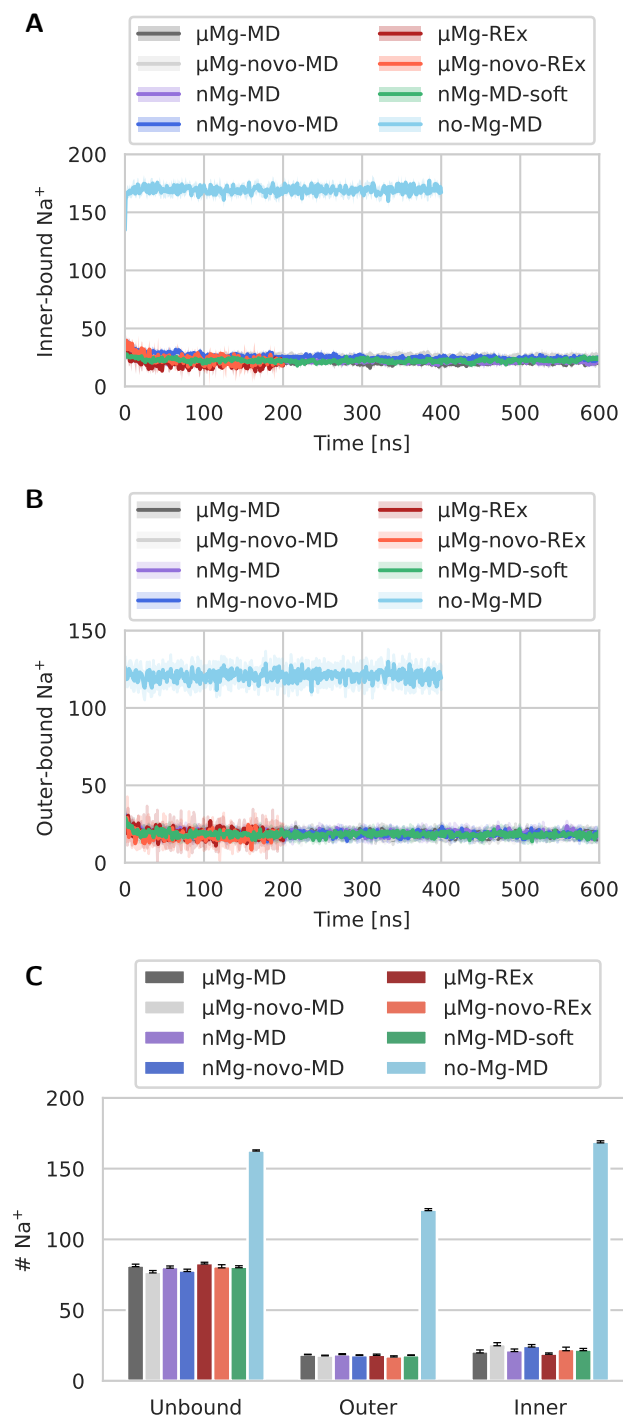 A
μMg-MD μMg-REx
μMg-novo-MD μMg-novo-REx
nMg-MD nMg-MD-soft
nMg-novo-MD no-Mg-MD
200
150
100
50
0
Inner-bound Na⁺
0 100 200 300 400 500 600
Time [ns]
B
μMg-MD μMg-REx
μMg-novo-MD μMg-novo-REx
nMg-MD nMg-MD-soft
nMg-novo-MD no-Mg-MD
150
100
50
0
Outer-bound Na⁺
0 100 200 300 400 500 600
Time [ns]
C
μMg-MD μMg-REx
μMg-novo-MD μMg-novo-REx
nMg-MD nMg-MD-soft
nMg-novo-MD no-Mg-MD
200
150
100
50
0
# Na⁺
Unbound Outer Inner